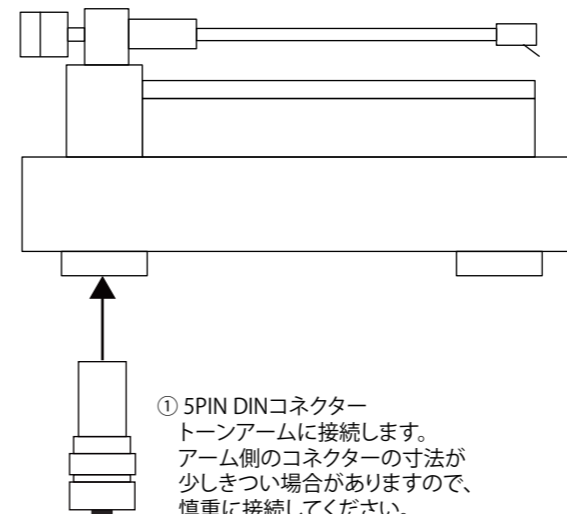 ① 5PIN DINコネクター
トーンアームに接続します。
アーム側のコネクターの寸法が
少しきつい場合がありますので、
慎重に接続してください。